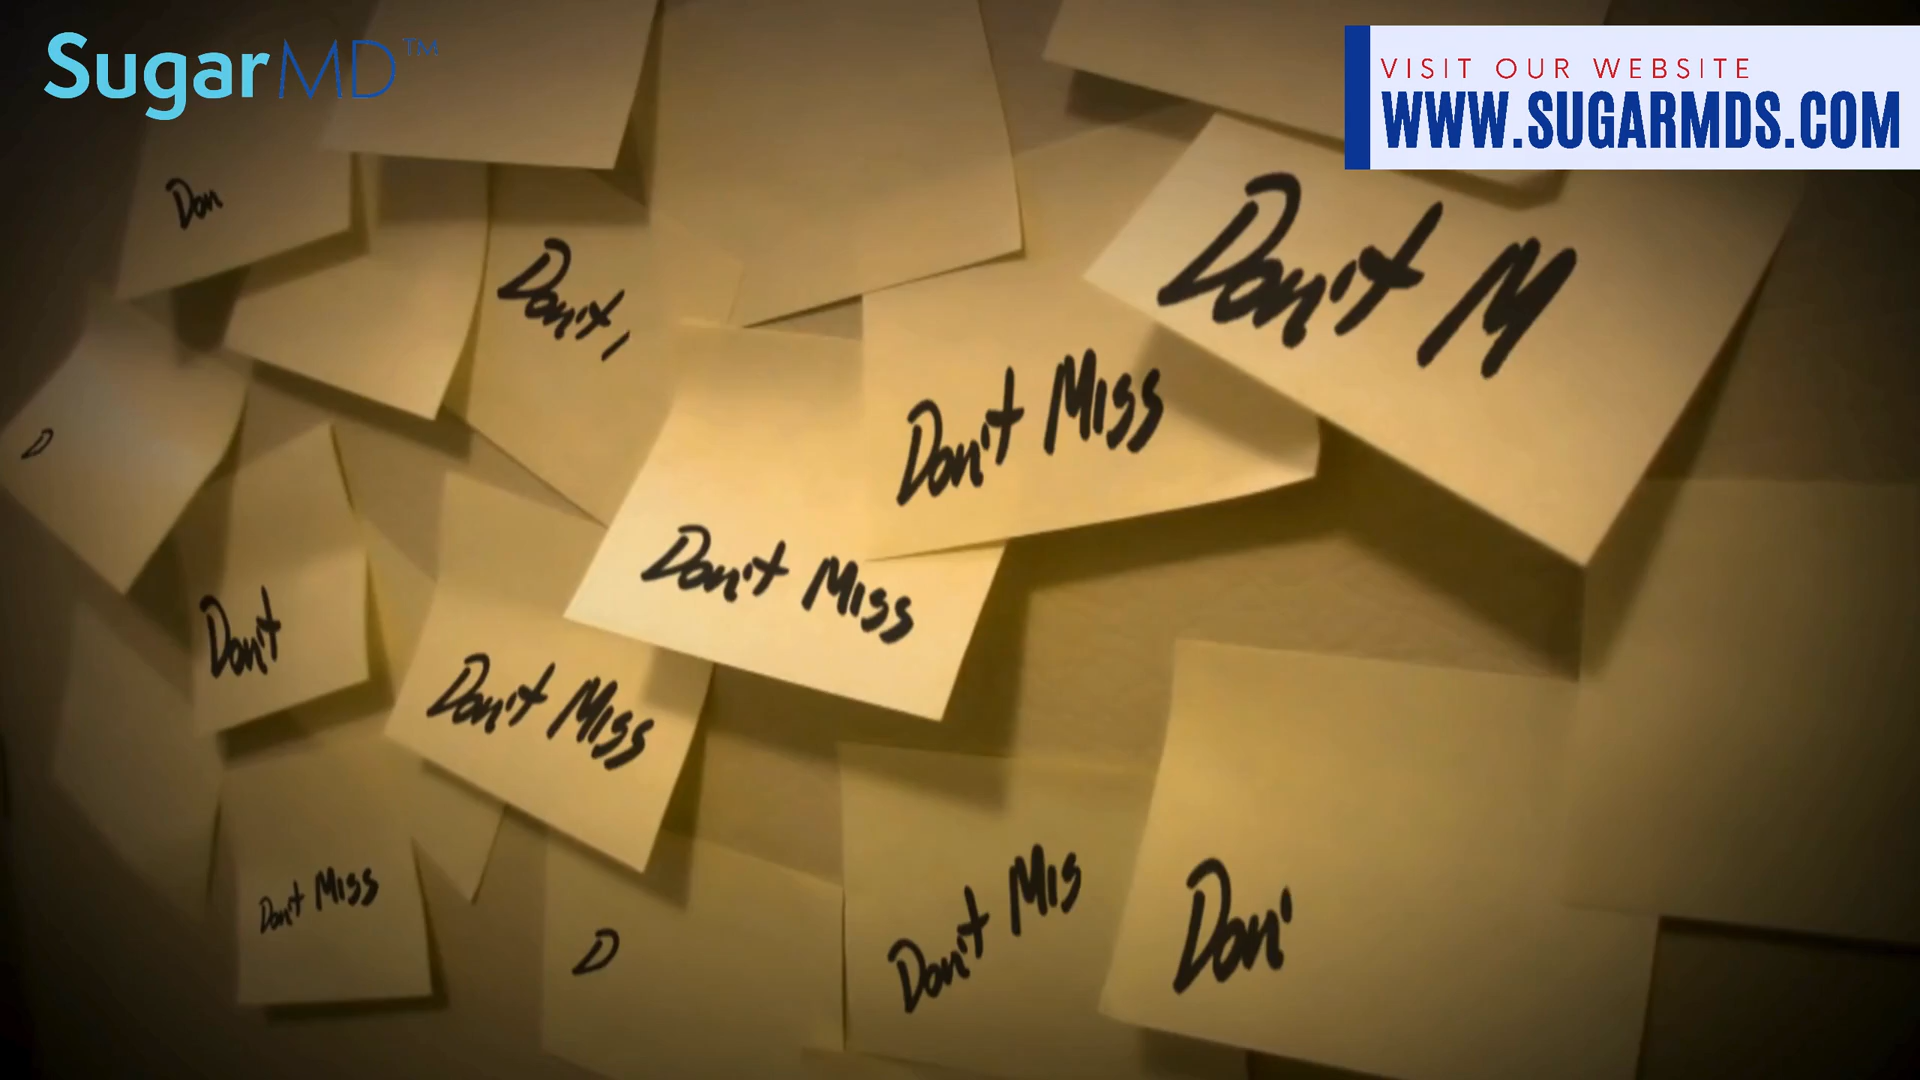 SugarMD™
VISIT OUR WEBSITE
WWW.SUGARMDS.COM
Don
Don't,
Don't M
Don't Miss
D
Don't Miss
Don't
Don't Miss
Don't Miss
D
Don't Mis
Don'